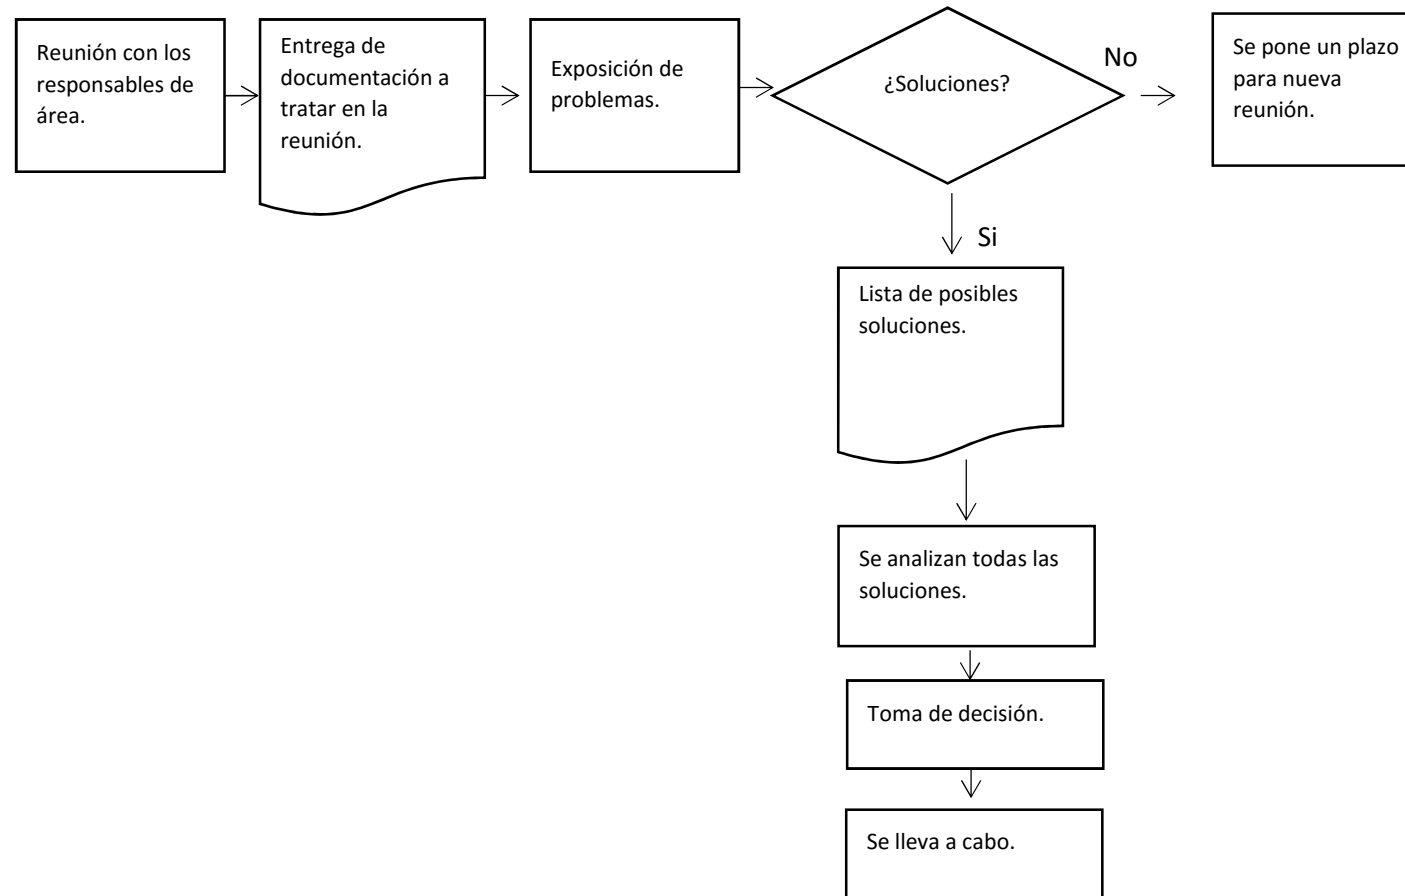 Reunión con los
responsables de
área.
Entrega de
documentación a
tratar en la
reunión.
Exposición de
problemas.
¿Soluciones?
No
Se pone un plazo
para nueva
reunión.
Si
Lista de posibles
soluciones.
Se analizan todas las
soluciones.
Toma de decisión.
Se lleva a cabo.